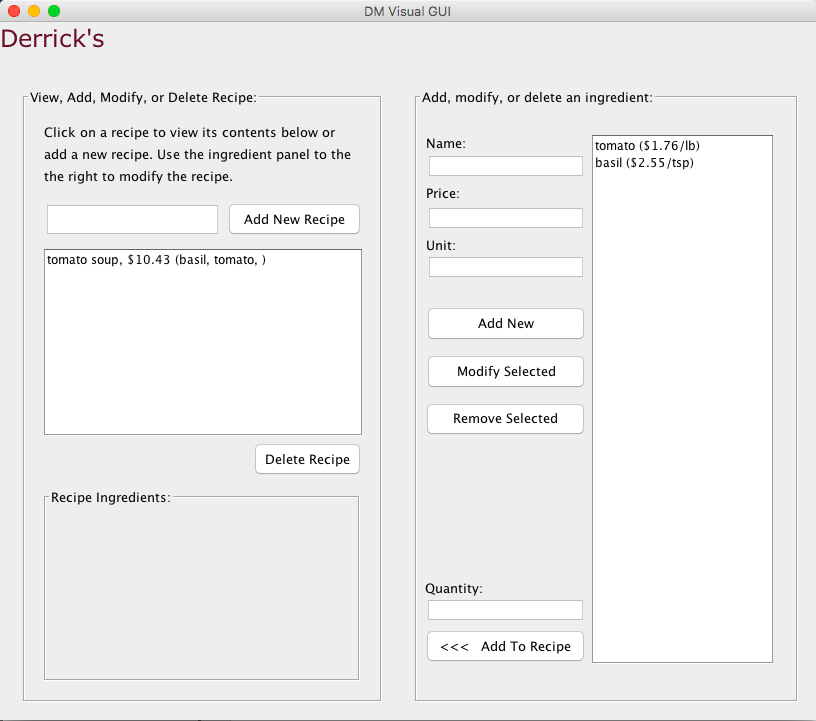 DM Visual GUI
Derrick's
View, Add, Modify, or Delete Recipe:
Click on a recipe to view its contents below or
add a new recipe. Use the ingredient panel to the
the right to modify the recipe.
Add New Recipe
tomato soup, $10.43 (basil, tomato, )
Delete Recipe
Recipe Ingredients:
Add, modify, or delete an ingredient:
Name:
Price:
Unit:
Add New
Modify Selected
Remove Selected
Quantity:
<<< Add To Recipe
tomato ($1.76/lb)
basil ($2.55/tsp)